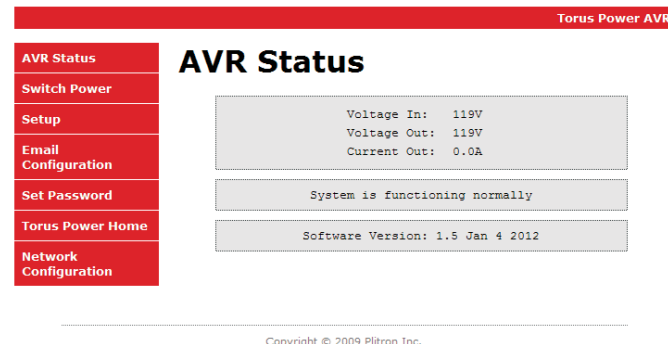 Torus Power AVR
AVR Status
Switch Power
Setup
Email
Configuration
Set Password
Torus Power Home
Network
Configuration
AVR Status
Voltage In: 119V
Voltage Out: 119V
Current Out: 0.0A
System is functioning normally
Software Version: 1.5 Jan 4 2012
Copyright © 2009 Plitron Inc.